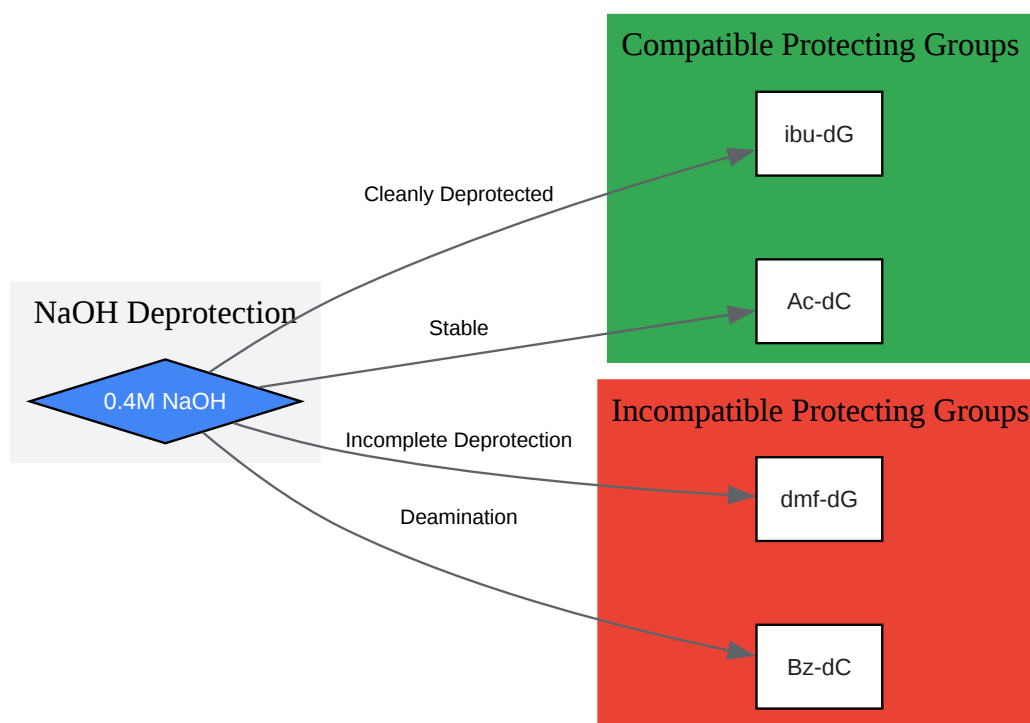 Compatible Protecting Groups
ibu-dG
Cleanly Deprotected
Ac-dC
Stable
NaOH Deprotection
0.4M NaOH
Incompatible Protecting Groups
Incomplete Deprotection
dmf-dG
Deamination
Bz-dC